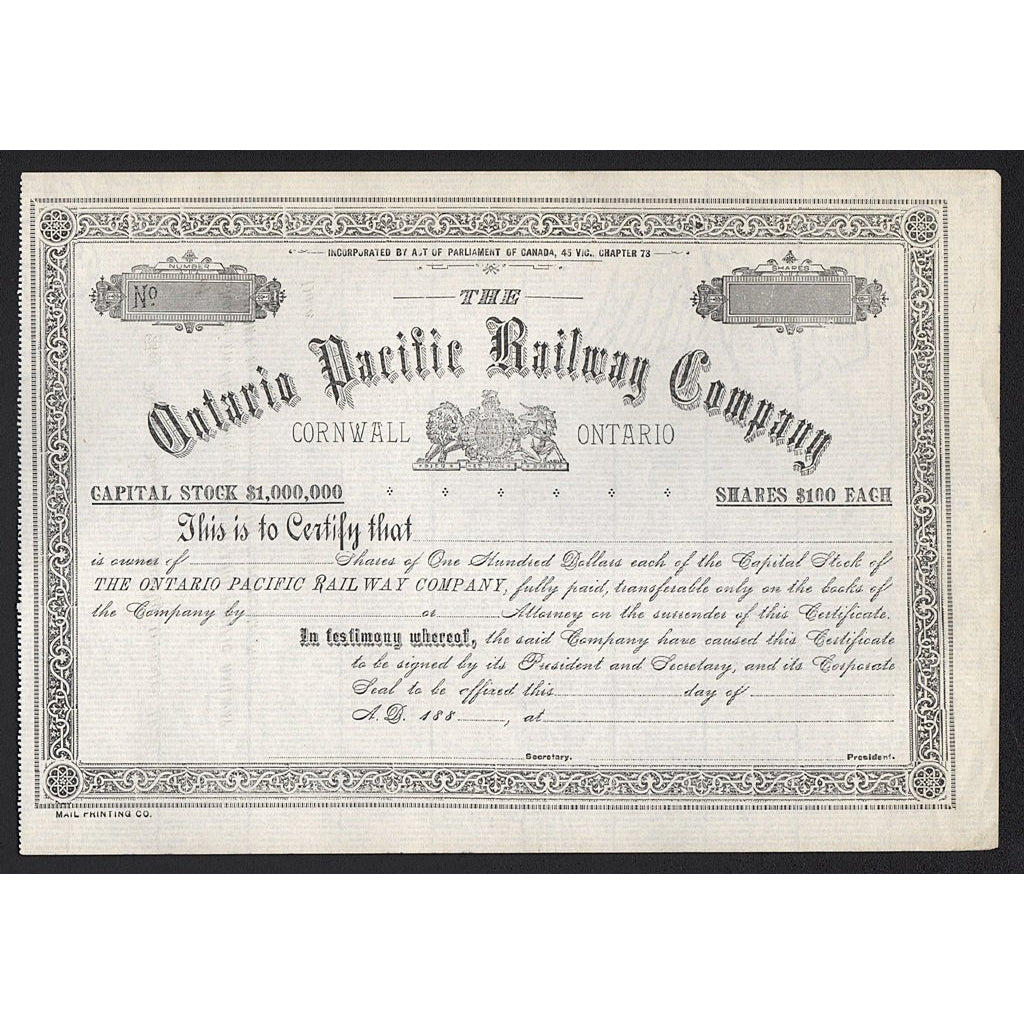 INCORPORATED BY ACT OF PARLIAMENT OF CANADA, 45 VIC., CHAPTER 73
NUMBER
No
SHARES
THE
Ontario Pacific Railway Company
CORNWALL ONTARIO
DIEU ET MON DROIT
CAPITAL STOCK $1,000,000 SHARES $100 EACH
This is to Certify that
is owner of Shares of One Hundred Dollars each of the Capital Stock of
THE ONTARIO PACIFIC RAILWAY COMPANY, fully paid, transferable only on the books of
the Company by or Attorney on the surrender of this Certificate.
In testimony whereof, the said Company have caused this Certificate
to be signed by its President and Secretary, and its Corporate
Seal to be affixed this day of
A.D. 188 , at
Secretary. President.
MAIL PRINTING CO.